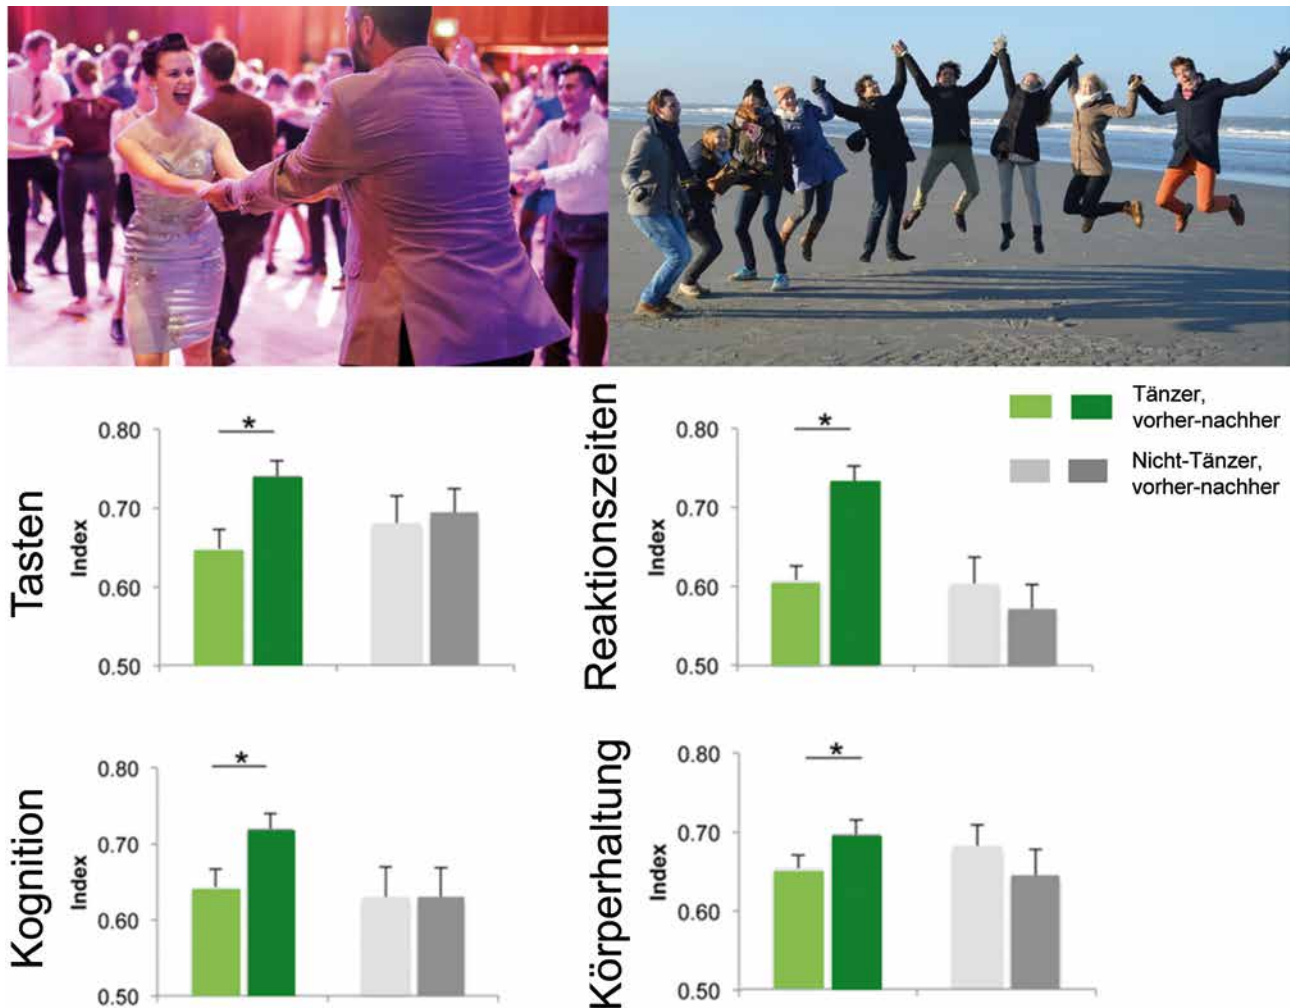 Tänzer,
vorher-nachher
Nicht-Tänzer,
vorher-nachher
Tasten
Index
0.80
0.70
0.60
0.50
*
Reaktionszeiten
Index
0.80
0.70
0.60
0.50
*
Kognition
Index
0.80
0.70
0.60
0.50
*
Körperhaltung
Index
0.80
0.70
0.60
0.50
*